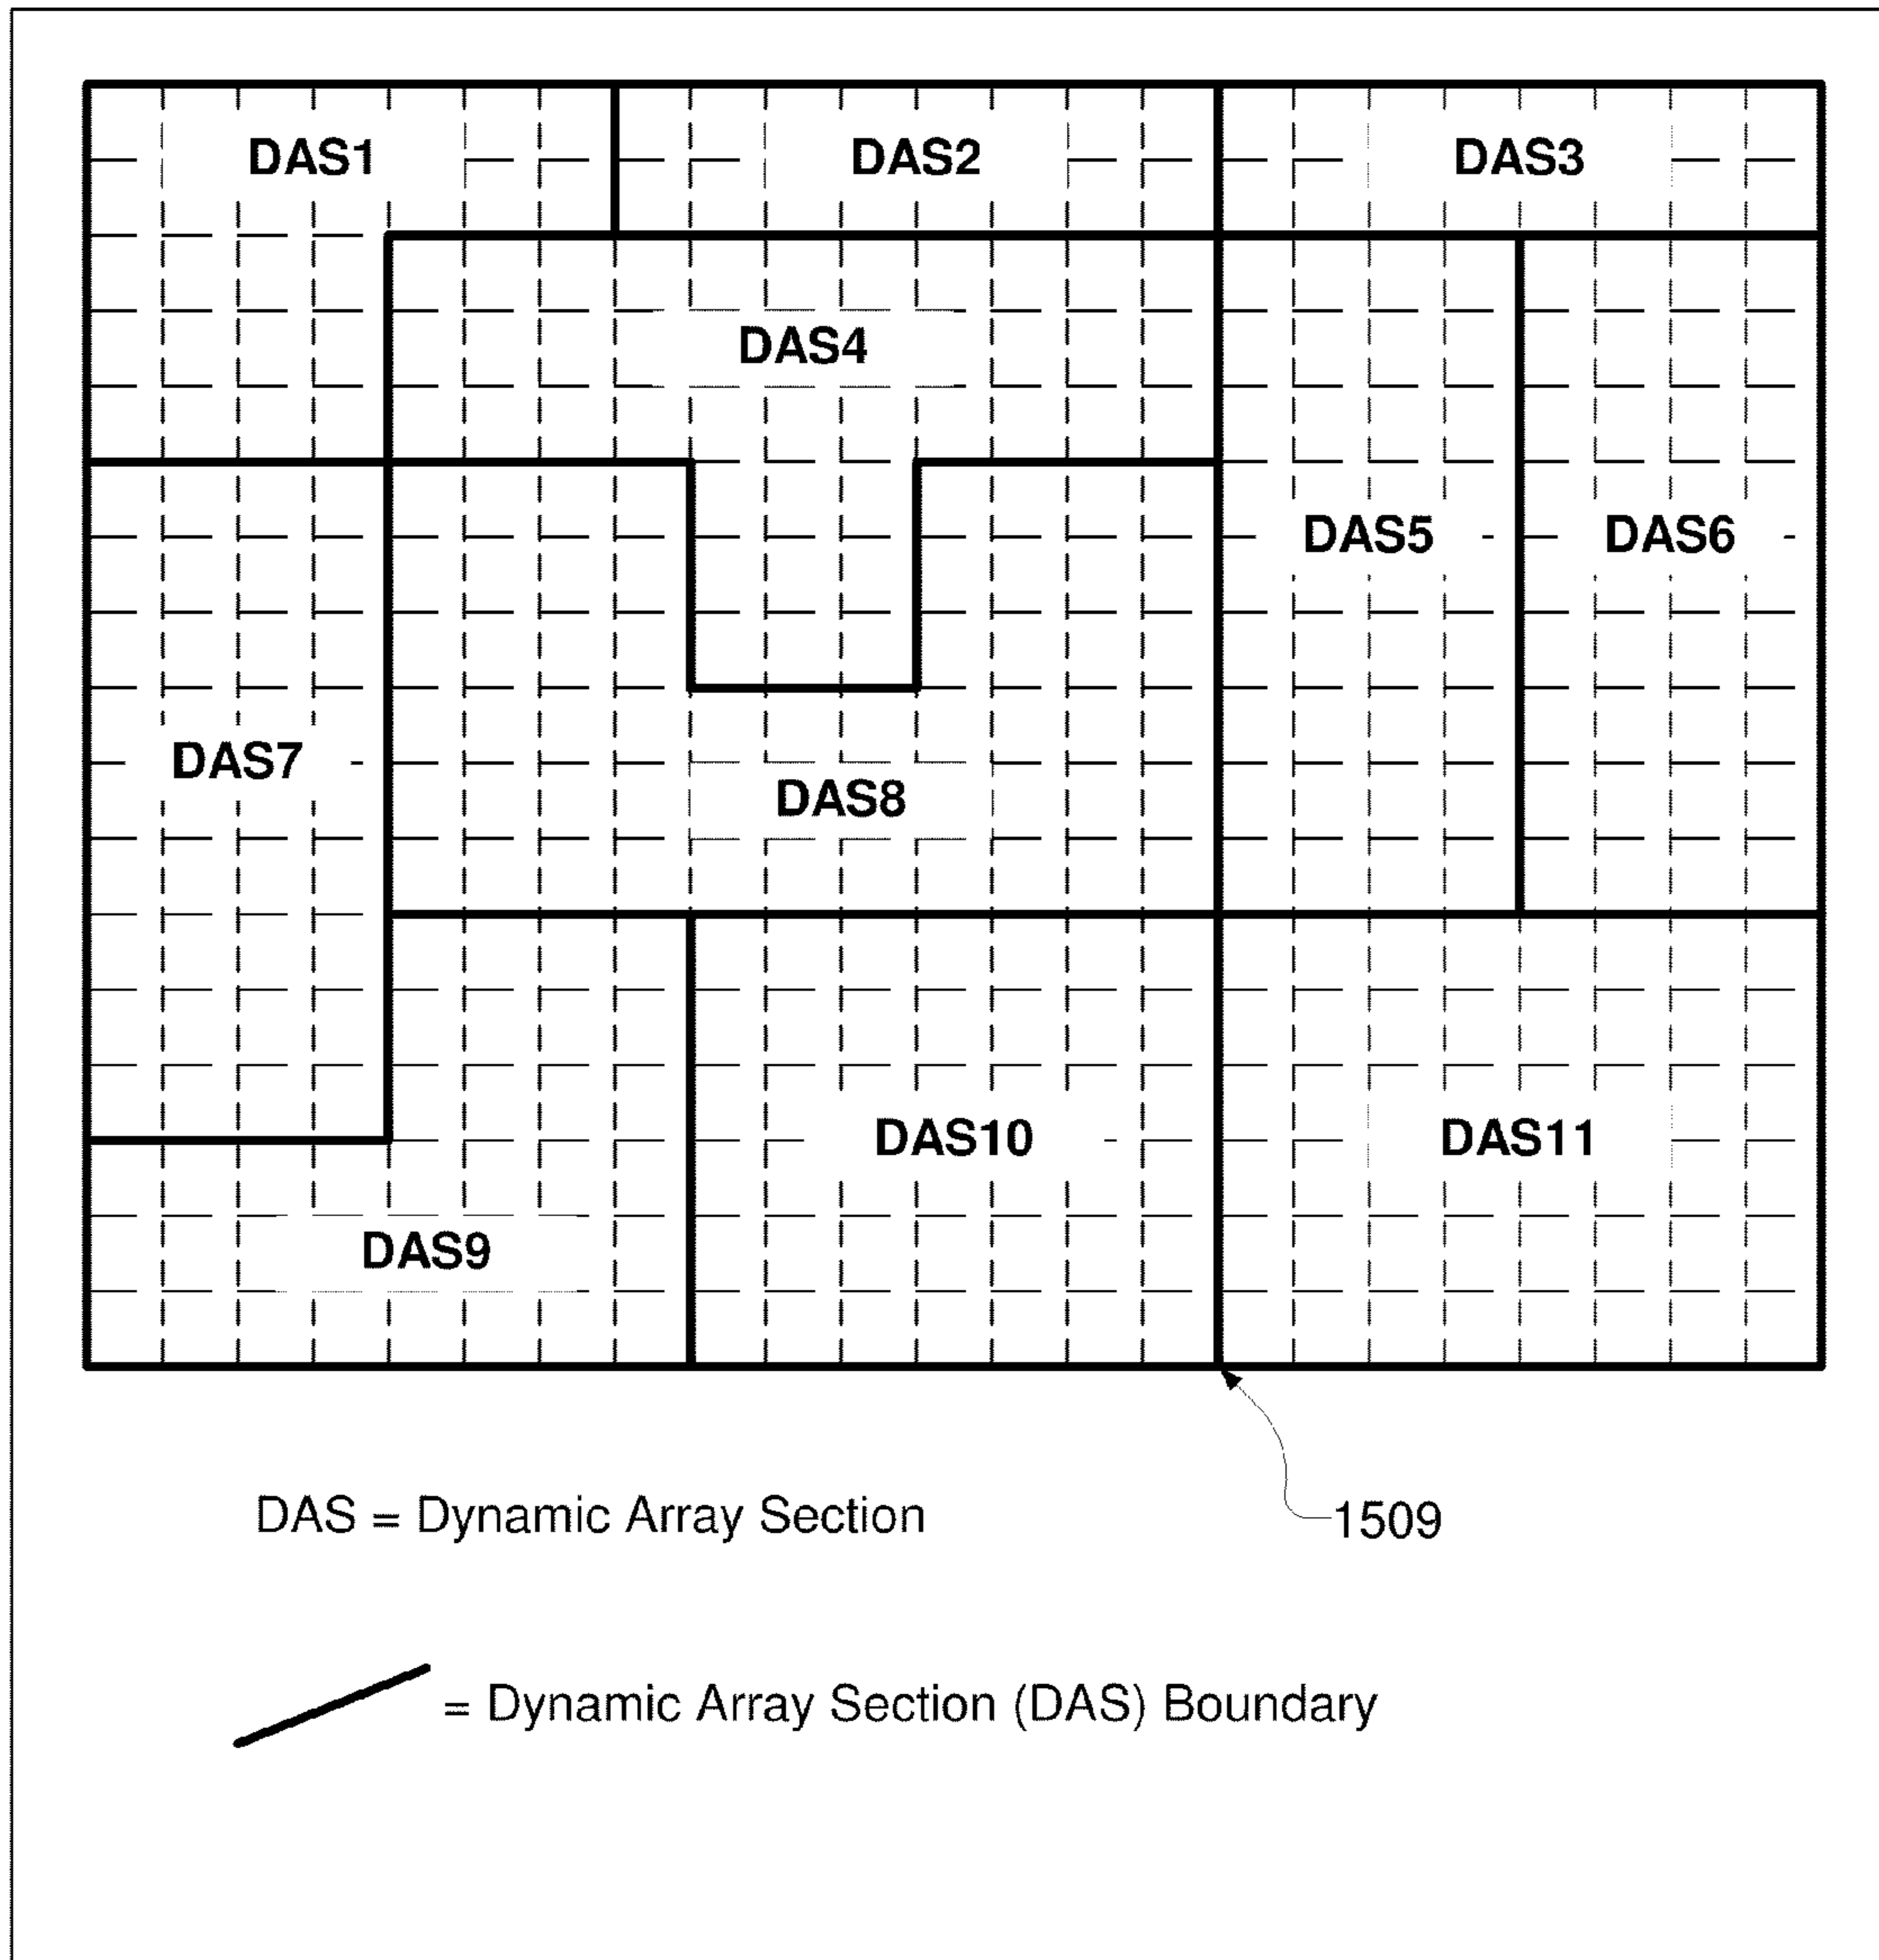 DAS1
DAS2
DAS3
DAS4
DAS5
DAS6
DAS7
DAS8
DAS9
DAS10
DAS11
DAS = Dynamic Array Section
1509
= Dynamic Array Section (DAS) Boundary